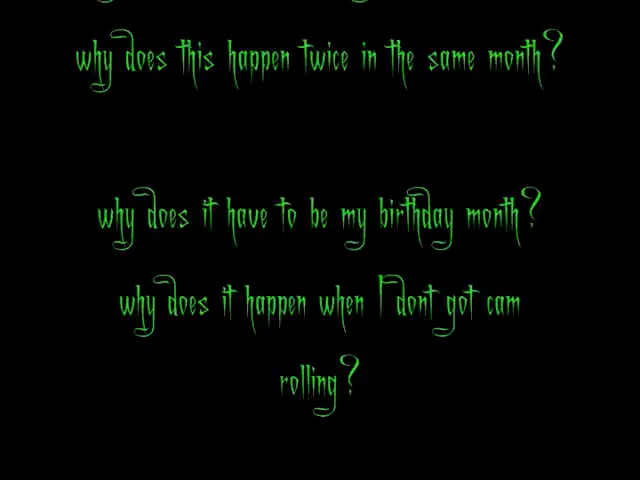 why does this happen twice in the same month?
why does it have to be my birthday month?
why does it happen when I dont got cam
rolling?